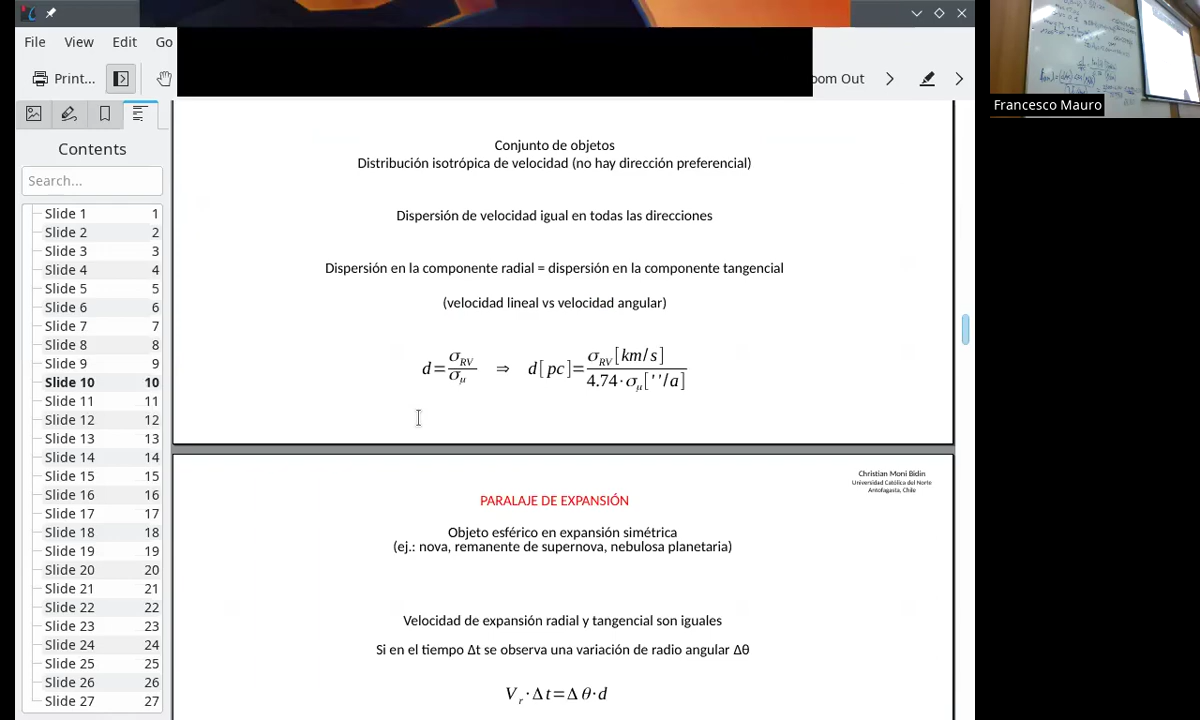 File View Edit Go
Print...
oom Out
Contents
Search...
Slide 1 1
Slide 2 2
Slide 3 3
Slide 4 4
Slide 5 5
Slide 6 6
Slide 7 7
Slide 8 8
Slide 9 9
Slide 10 10
Slide 11 11
Slide 12 12
Slide 13 13
Slide 14 14
Slide 15 15
Slide 16 16
Slide 17 17
Slide 18 18
Slide 19 19
Slide 20 20
Slide 21 21
Slide 22 22
Slide 23 23
Slide 24 24
Slide 25 25
Slide 26 26
Slide 27 27
Conjunto de objetos
Distribución isotrópica de velocidad (no hay dirección preferencial)
Dispersión de velocidad igual en todas las direcciones
Dispersión en la componente radial = dispersión en la componente tangencial
(velocidad lineal vs velocidad angular)
d = σ_RV / σ_μ ⇒ d[pc] = σ_RV[km/s] / 4.74·σ_μ[''/a]
Christian Moni Bidin
Universidad Católica del Norte
Antofagasta, Chile
PARALAJE DE EXPANSIÓN
Objeto esférico en expansión simétrica
(ej.: nova, remanente de supernova, nebulosa planetaria)
Velocidad de expansión radial y tangencial son iguales
Si en el tiempo Δt se observa una variación de radio angular Δθ
V_r·Δt=Δθ·d
Francesco Mauro